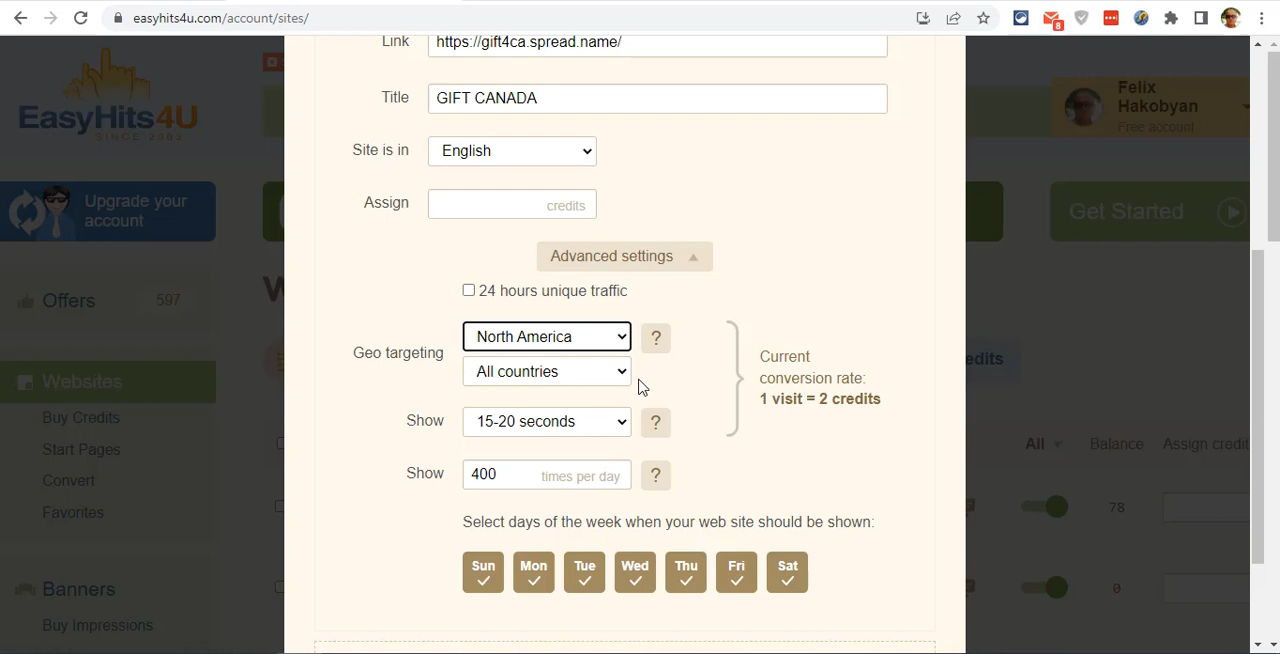 easyhits4u.com/account/sites/
8
Link
https://gift4ca.spread.name/
EasyHits4U
Felix
Hakobyan
Free account
Title
GIFT CANADA
Site is in
English
Upgrade your
account
Assign
credits
Get Started
Advanced settings
24 hours unique traffic
Offers
597
W
Geo targeting
North America
?
All countries
Current
conversion rate:
1 visit = 2 credits
edits
Websites
Buy Credits
Start Pages
Convert
Favorites
Show
15-20 seconds
?
All
Balance
Assign credit
Show
400
times per day
?
78
Select days of the week when your web site should be shown:
Sun
Mon
Tue
Wed
Thu
Fri
Sat
Banners
0
Buy Impressions